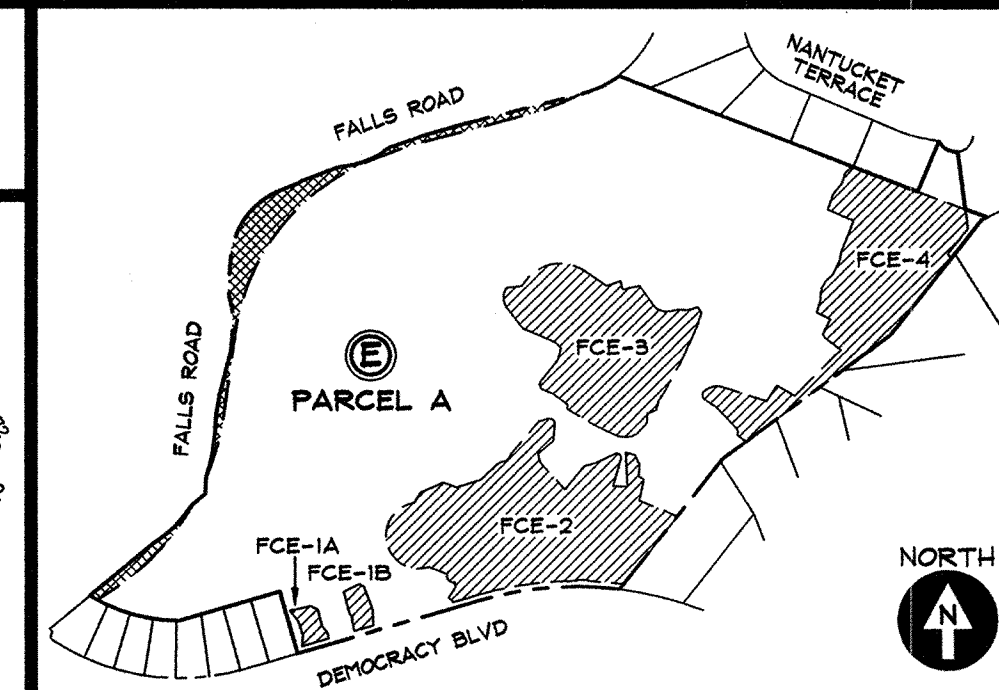 NANTUCKET
TERRACE
FALLS ROAD
FCE-4
FCE-3
FALLS ROAD
E
PARCEL A
FCE-2
FCE-1A
FCE-1B
DEMOCRACY BLVD
NORTH
N